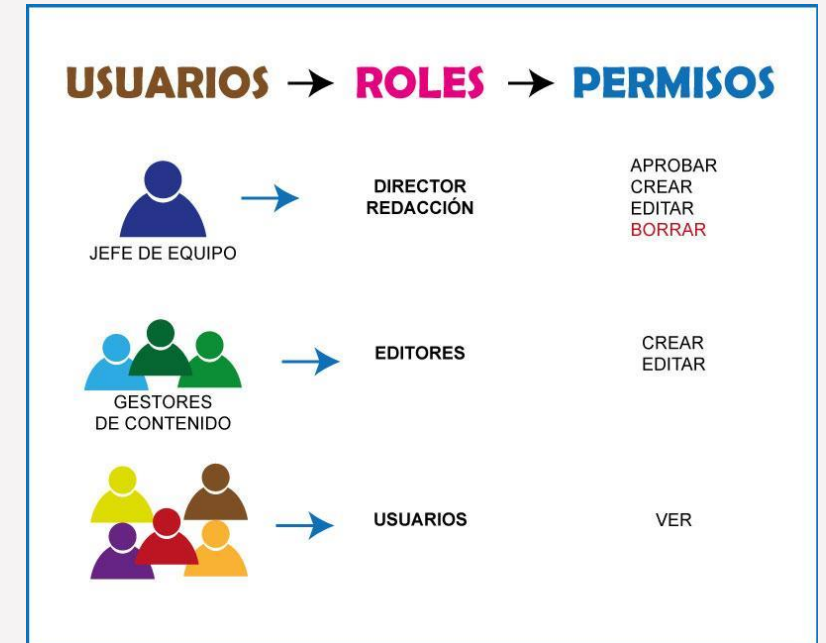 USUARIOS → ROLES → PERMISOS
JEFE DE EQUIPO
DIRECTOR
REDACCIÓN
APROBAR
CREAR
EDITAR
BORRAR
GESTORES
DE CONTENIDO
EDITORES
CREAR
EDITAR
USUARIOS
VER